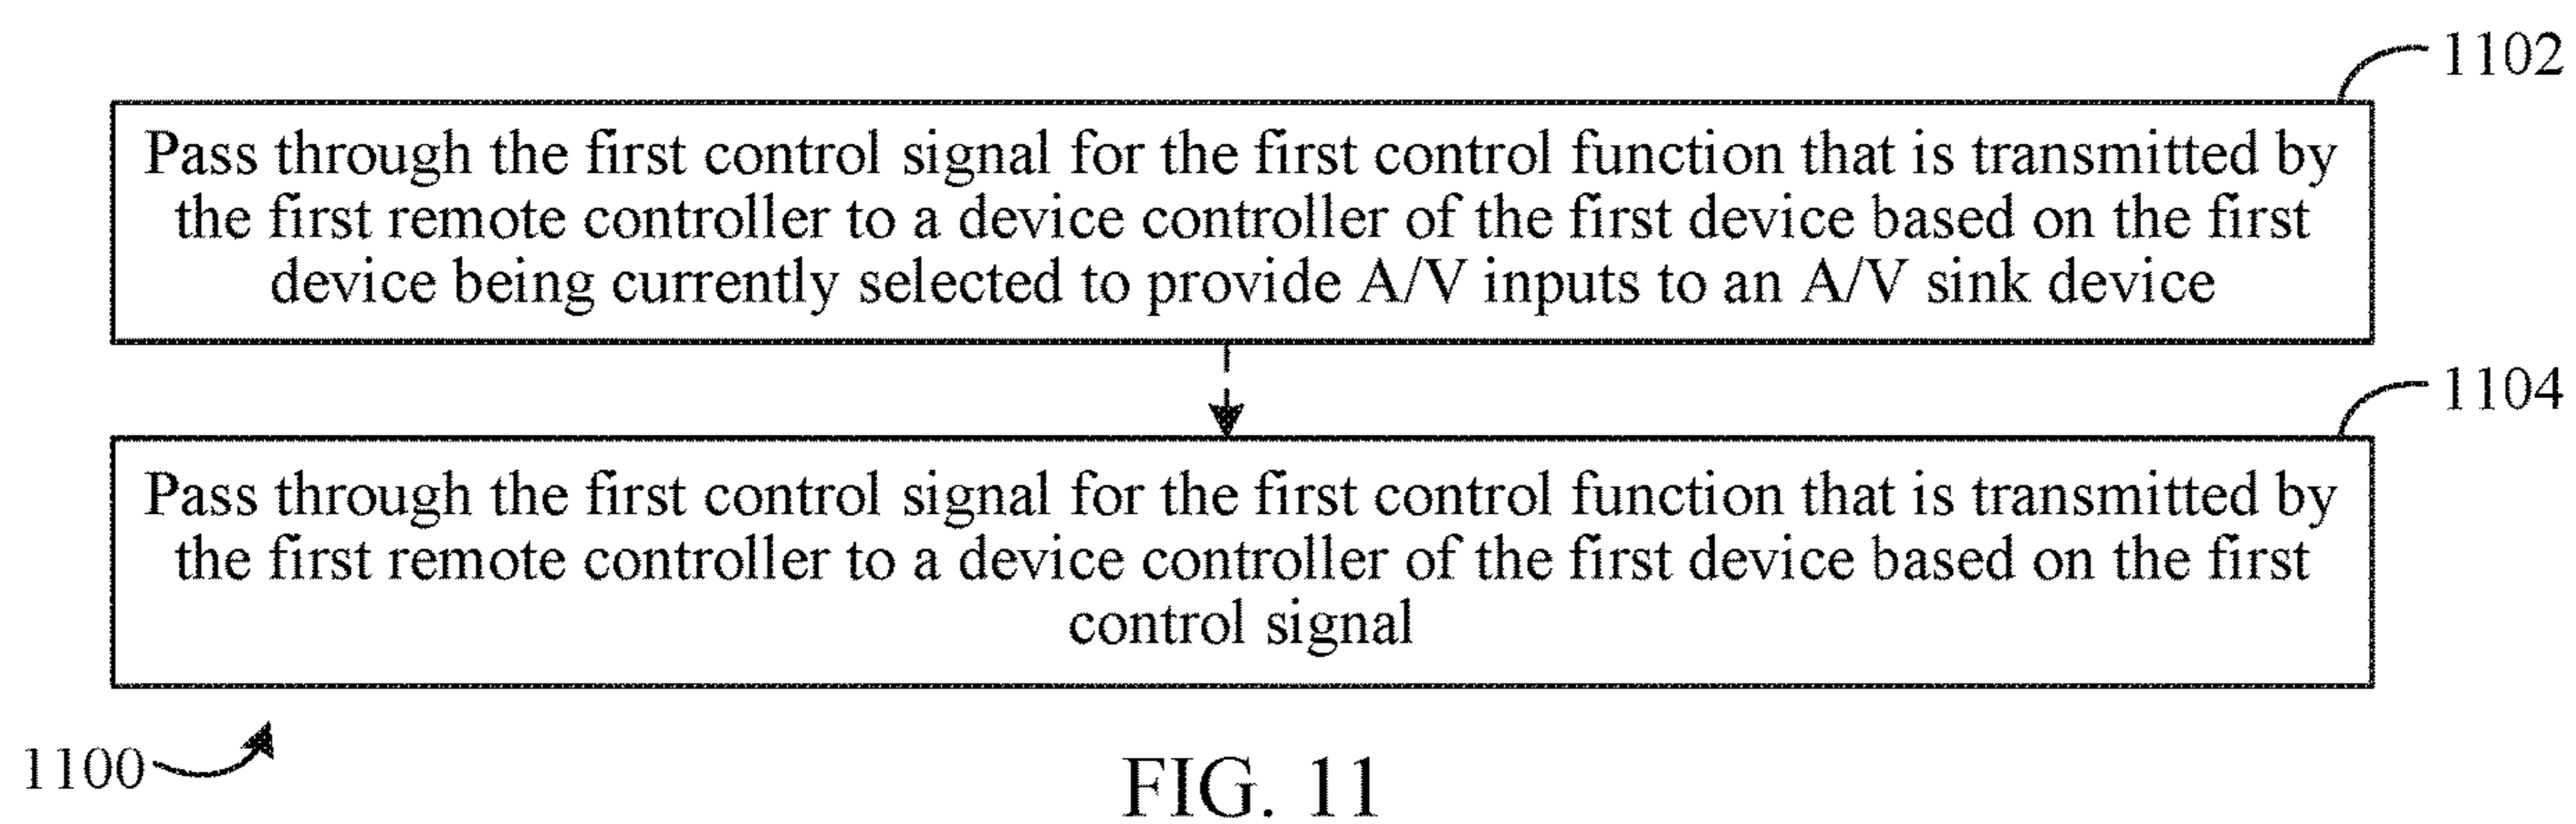 1102
Pass through the first control signal for the first control function that is transmitted by
the first remote controller to a device controller of the first device based on the first
device being currently selected to provide A/V inputs to an A/V sink device
1104
Pass through the first control signal for the first control function that is transmitted by
the first remote controller to a device controller of the first device based on the first
control signal
1100
FIG. 11